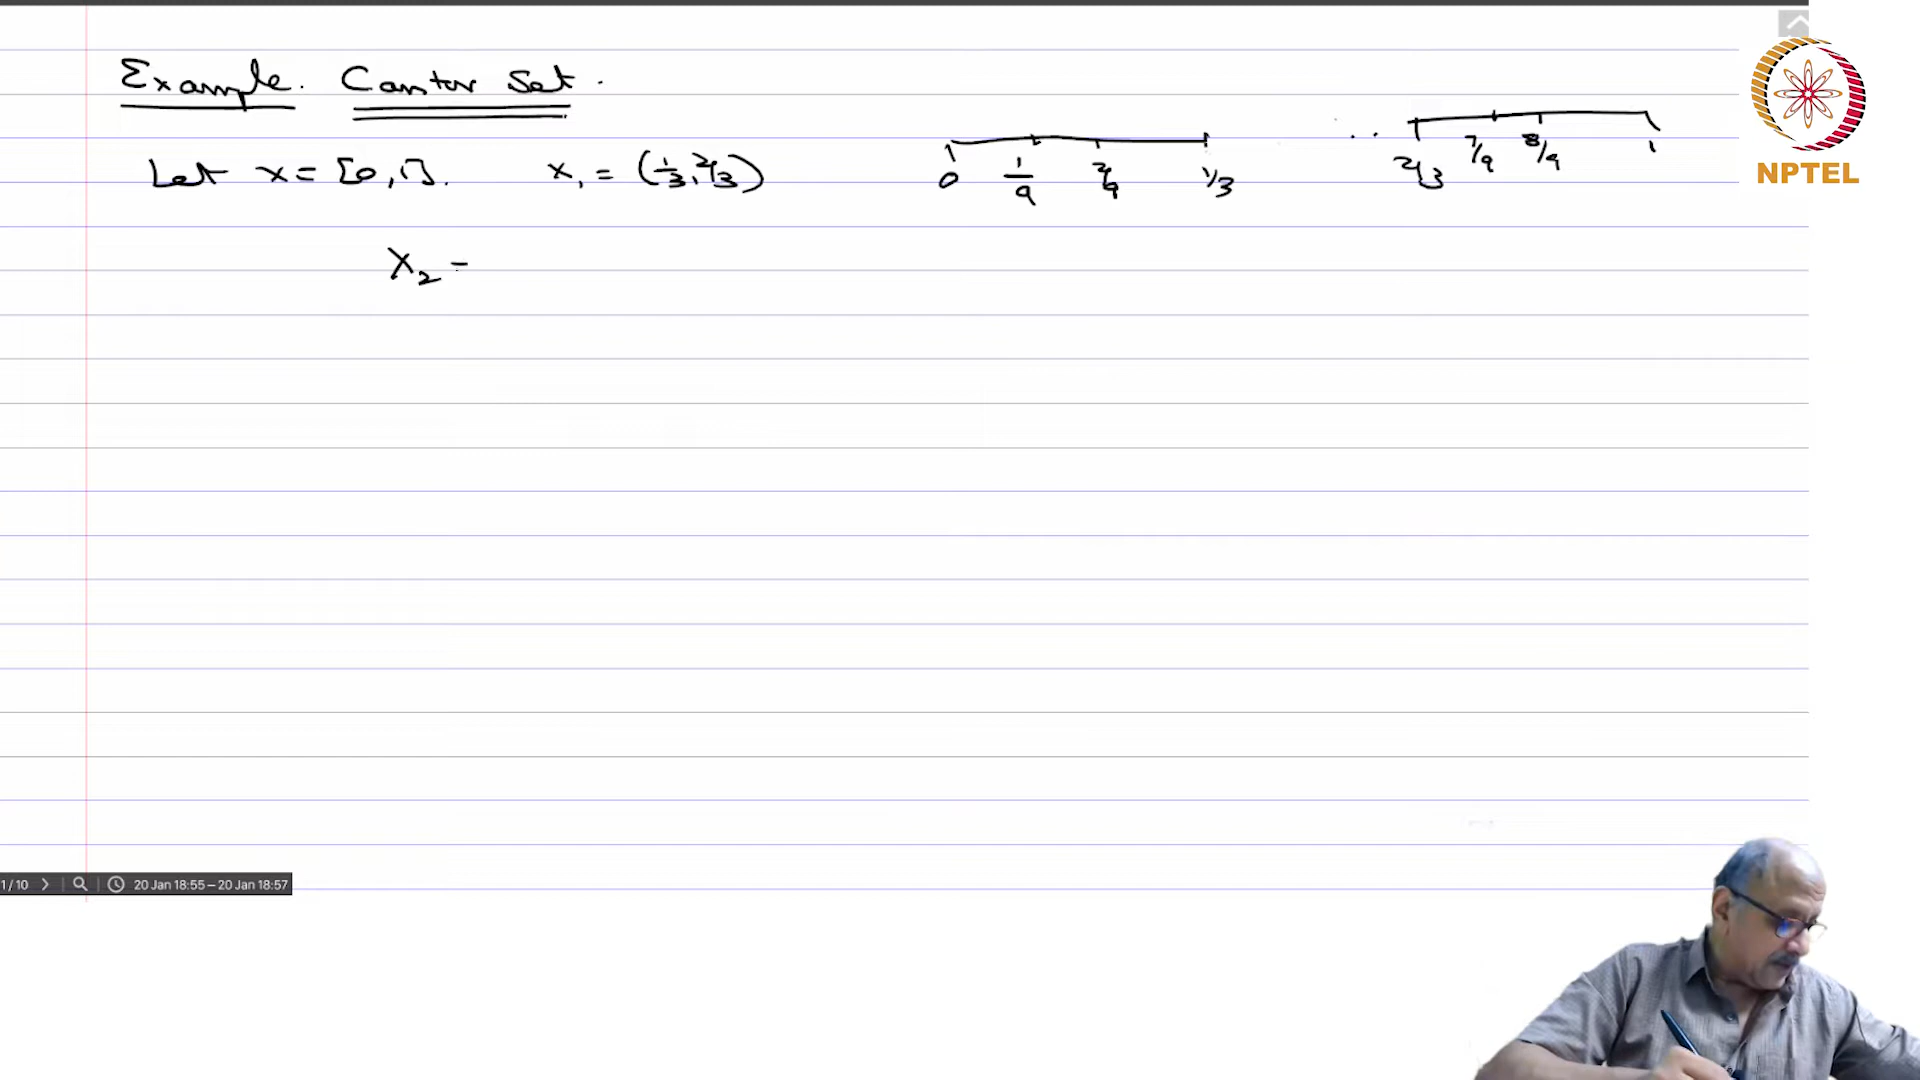 Example. Cantor Set.
Let x = [0,1]. x₁ = (1/3, 2/3)
0 1/9 2/9 1/3 .. 2/3 7/9 8/9 1
X₂ =
NPTEL
1/10 20 Jan 18:55 – 20 Jan 18:57